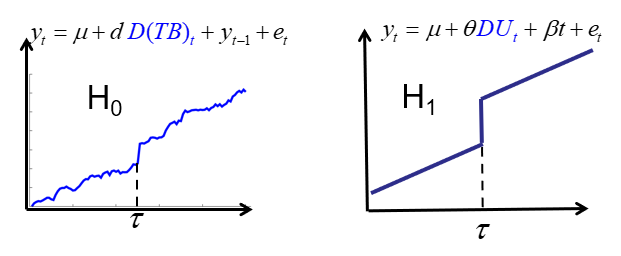 y_t = μ + d D(TB)_t + y_{t−1} + e_t
H_0
τ
y_t = μ + θDU_t + βt + e_t
H_1
τ